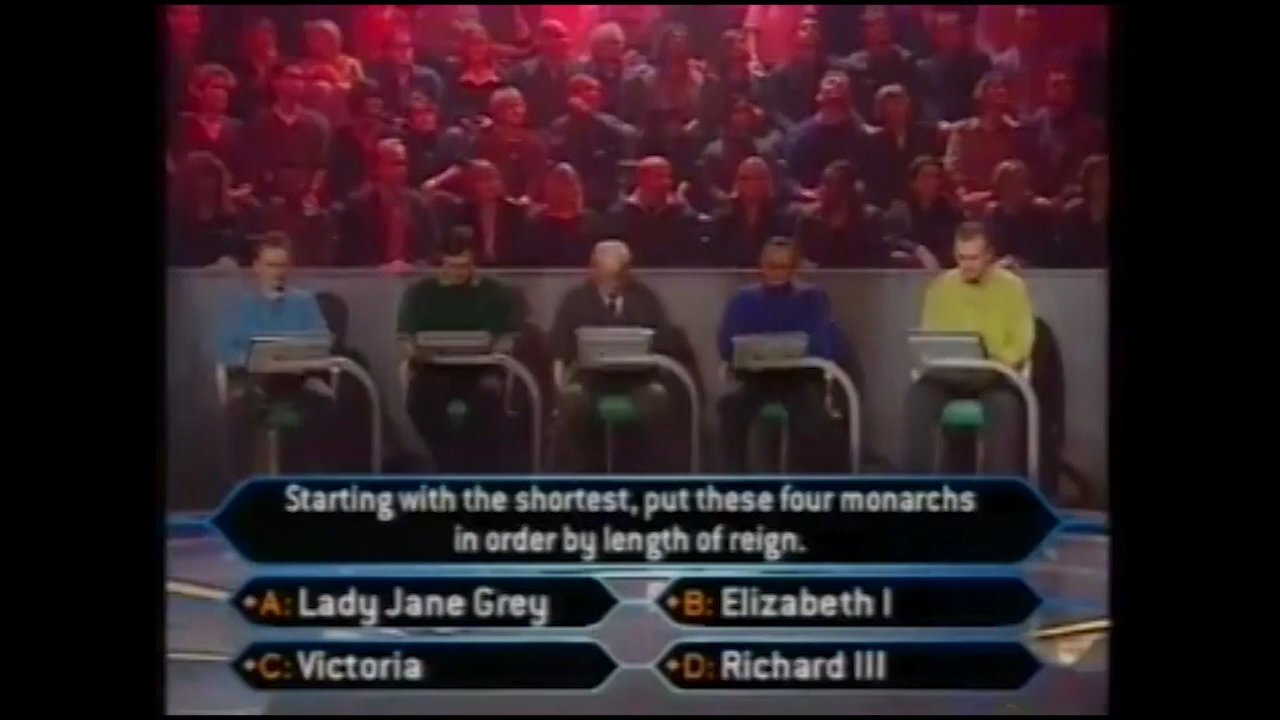 Starting with the shortest, put these four monarchs
in order by length of reign.
A: Lady Jane Grey
B: Elizabeth I
C: Victoria
D: Richard III